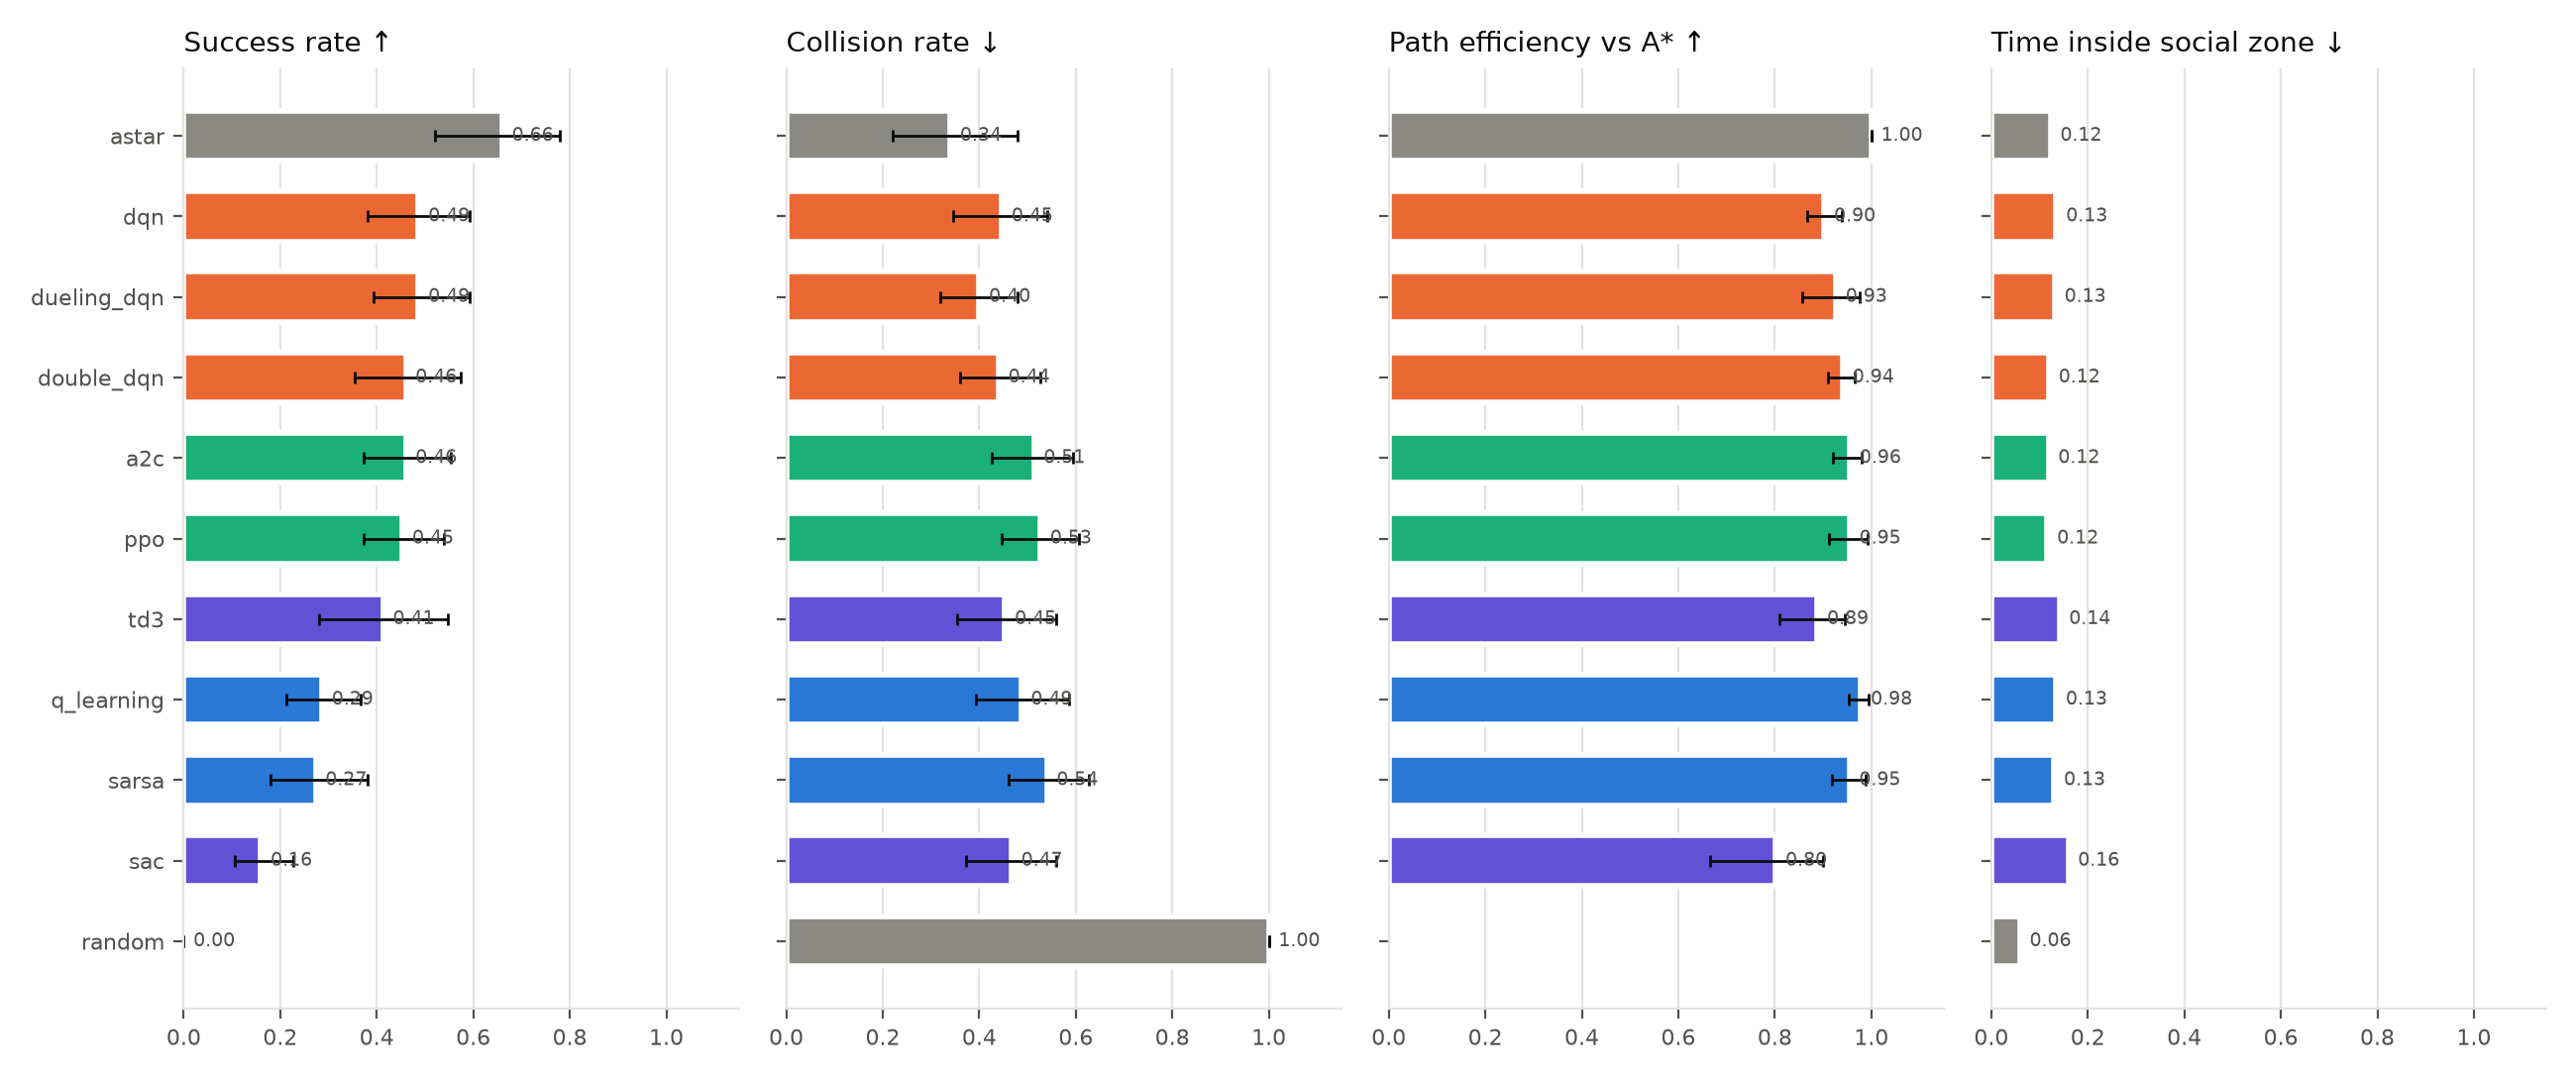 Success rate ↑
Collision rate ↓
Path efficiency vs A* ↑
Time inside social zone ↓
astar 0.66 0.34 1.00 0.12
dqn 0.49 0.45 0.90 0.13
dueling_dqn 0.49 0.40 0.93 0.13
double_dqn 0.46 0.44 0.94 0.12
a2c 0.46 0.51 0.96 0.12
ppo 0.45 0.53 0.95 0.12
td3 0.41 0.45 0.89 0.14
q_learning 0.29 0.49 0.98 0.13
sarsa 0.27 0.54 0.95 0.13
sac 0.16 0.47 0.80 0.16
random 0.00 1.00 0.06
0.0 0.2 0.4 0.6 0.8 1.0
0.0 0.2 0.4 0.6 0.8 1.0
0.0 0.2 0.4 0.6 0.8 1.0
0.0 0.2 0.4 0.6 0.8 1.0